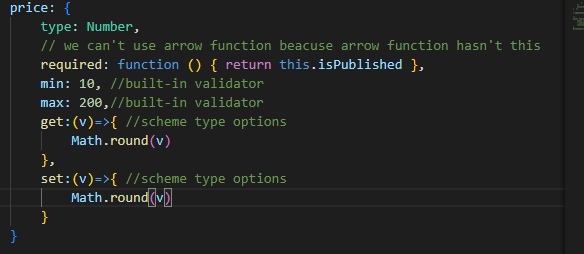 price: {
type: Number,
// we can't use arrow function beacuse arrow function hasn't this
required: function () { return this.isPublished },
min: 10, //built-in validator
max: 200,//built-in validator
get:(v)=>{ //scheme type options
Math.round(v)
},
set:(v)=>{ //scheme type options
Math.round(v)
}
}